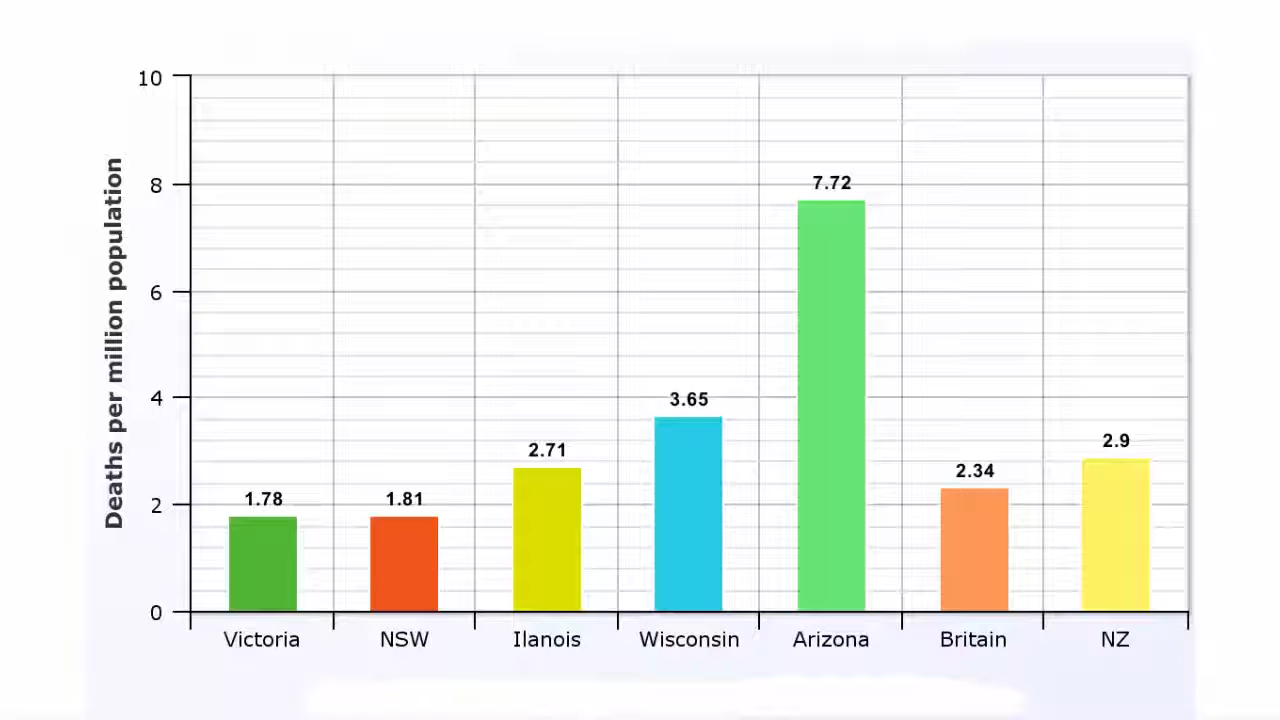 Deaths per million population
10
8
6
4
2
0
1.78
1.81
2.71
3.65
7.72
2.34
2.9
Victoria
NSW
Ilanois
Wisconsin
Arizona
Britain
NZ